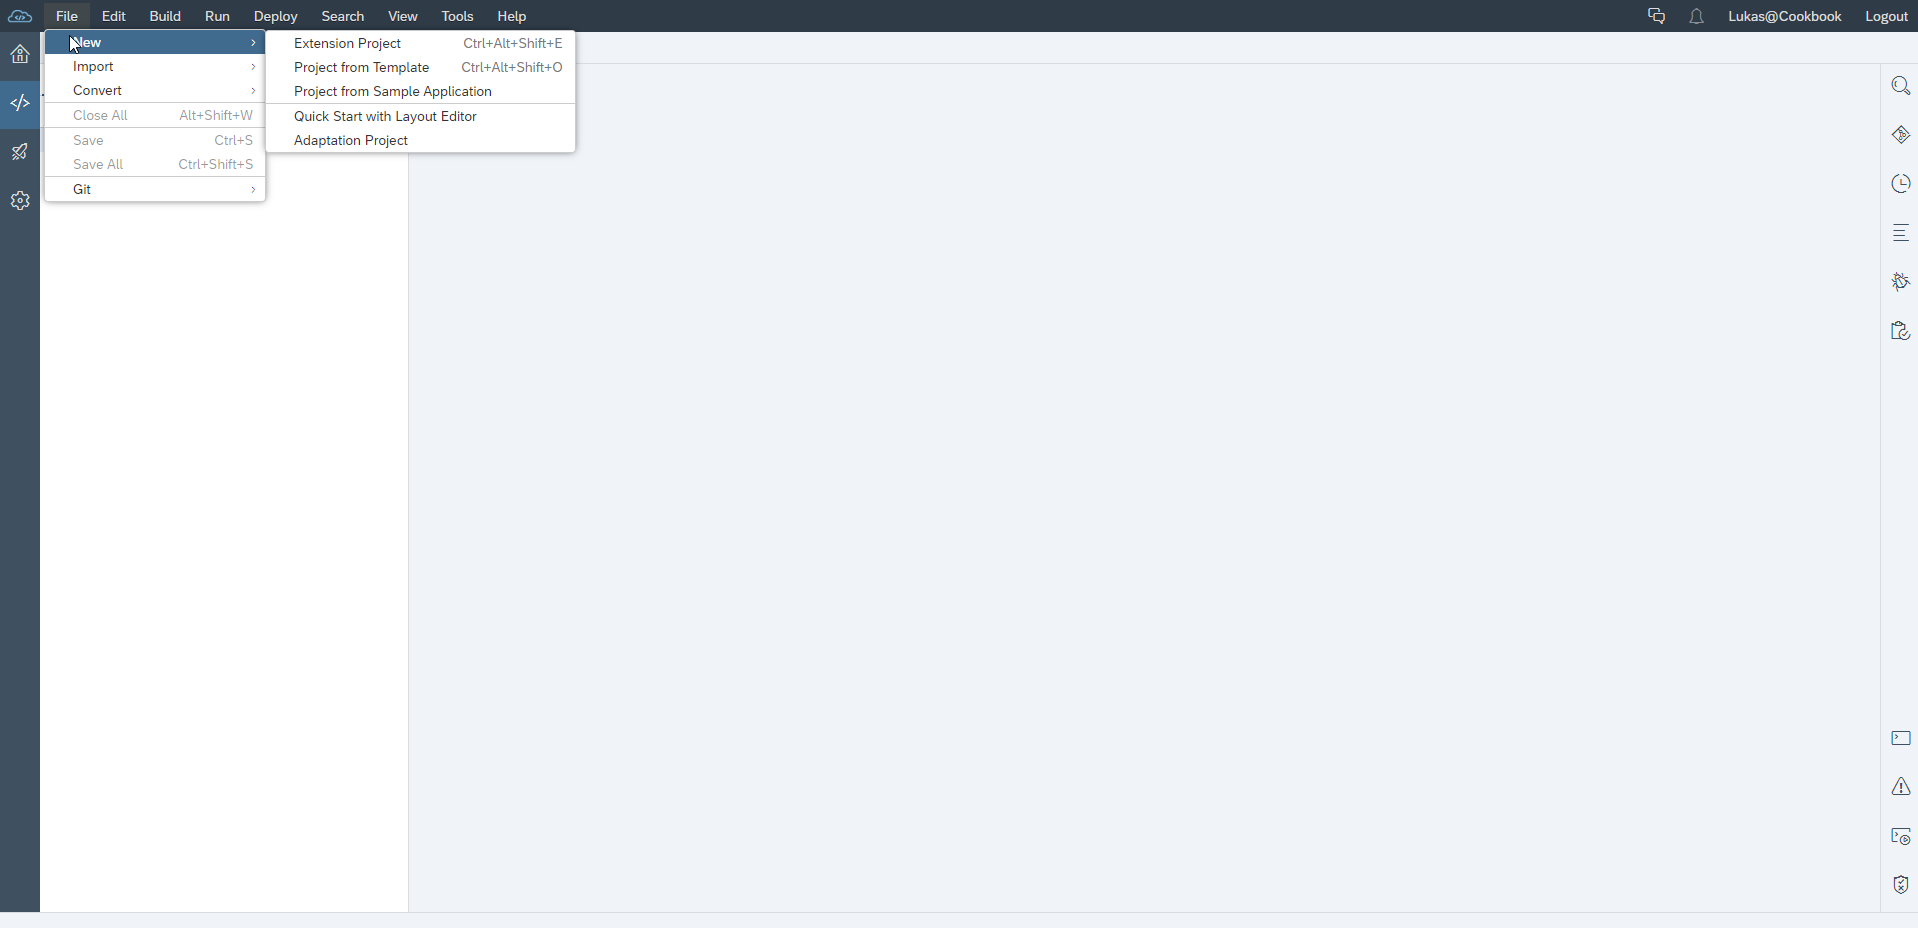 File Edit Build Run Deploy Search View Tools Help Lukas@Cookbook Logout
New
Import
Convert
Close All Alt+Shift+W
Save Ctrl+S
Save All Ctrl+Shift+S
Git
Extension Project Ctrl+Alt+Shift+E
Project from Template Ctrl+Alt+Shift+O
Project from Sample Application
Quick Start with Layout Editor
Adaptation Project